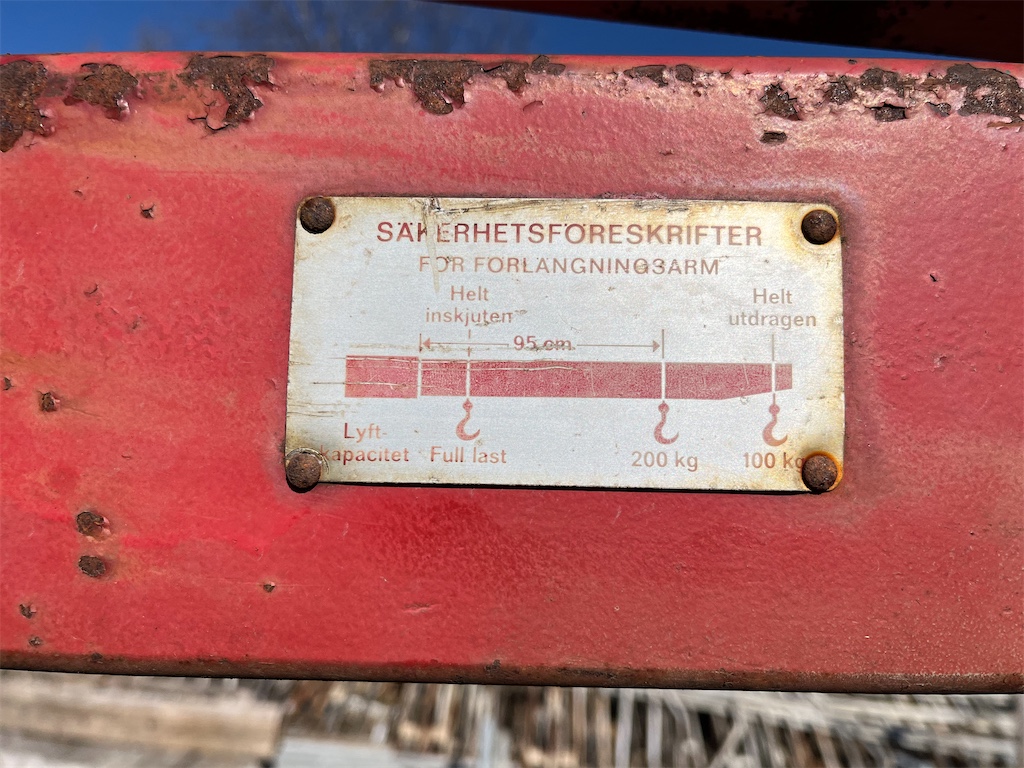 SÄKERHETSFÖRESKRIFTER
FÖR FÖRLÄNGNINGSARM
Helt
inskjuten
Helt
utdragen
95 cm
Lyft-
kapacitet Full last 200 kg 100 kg